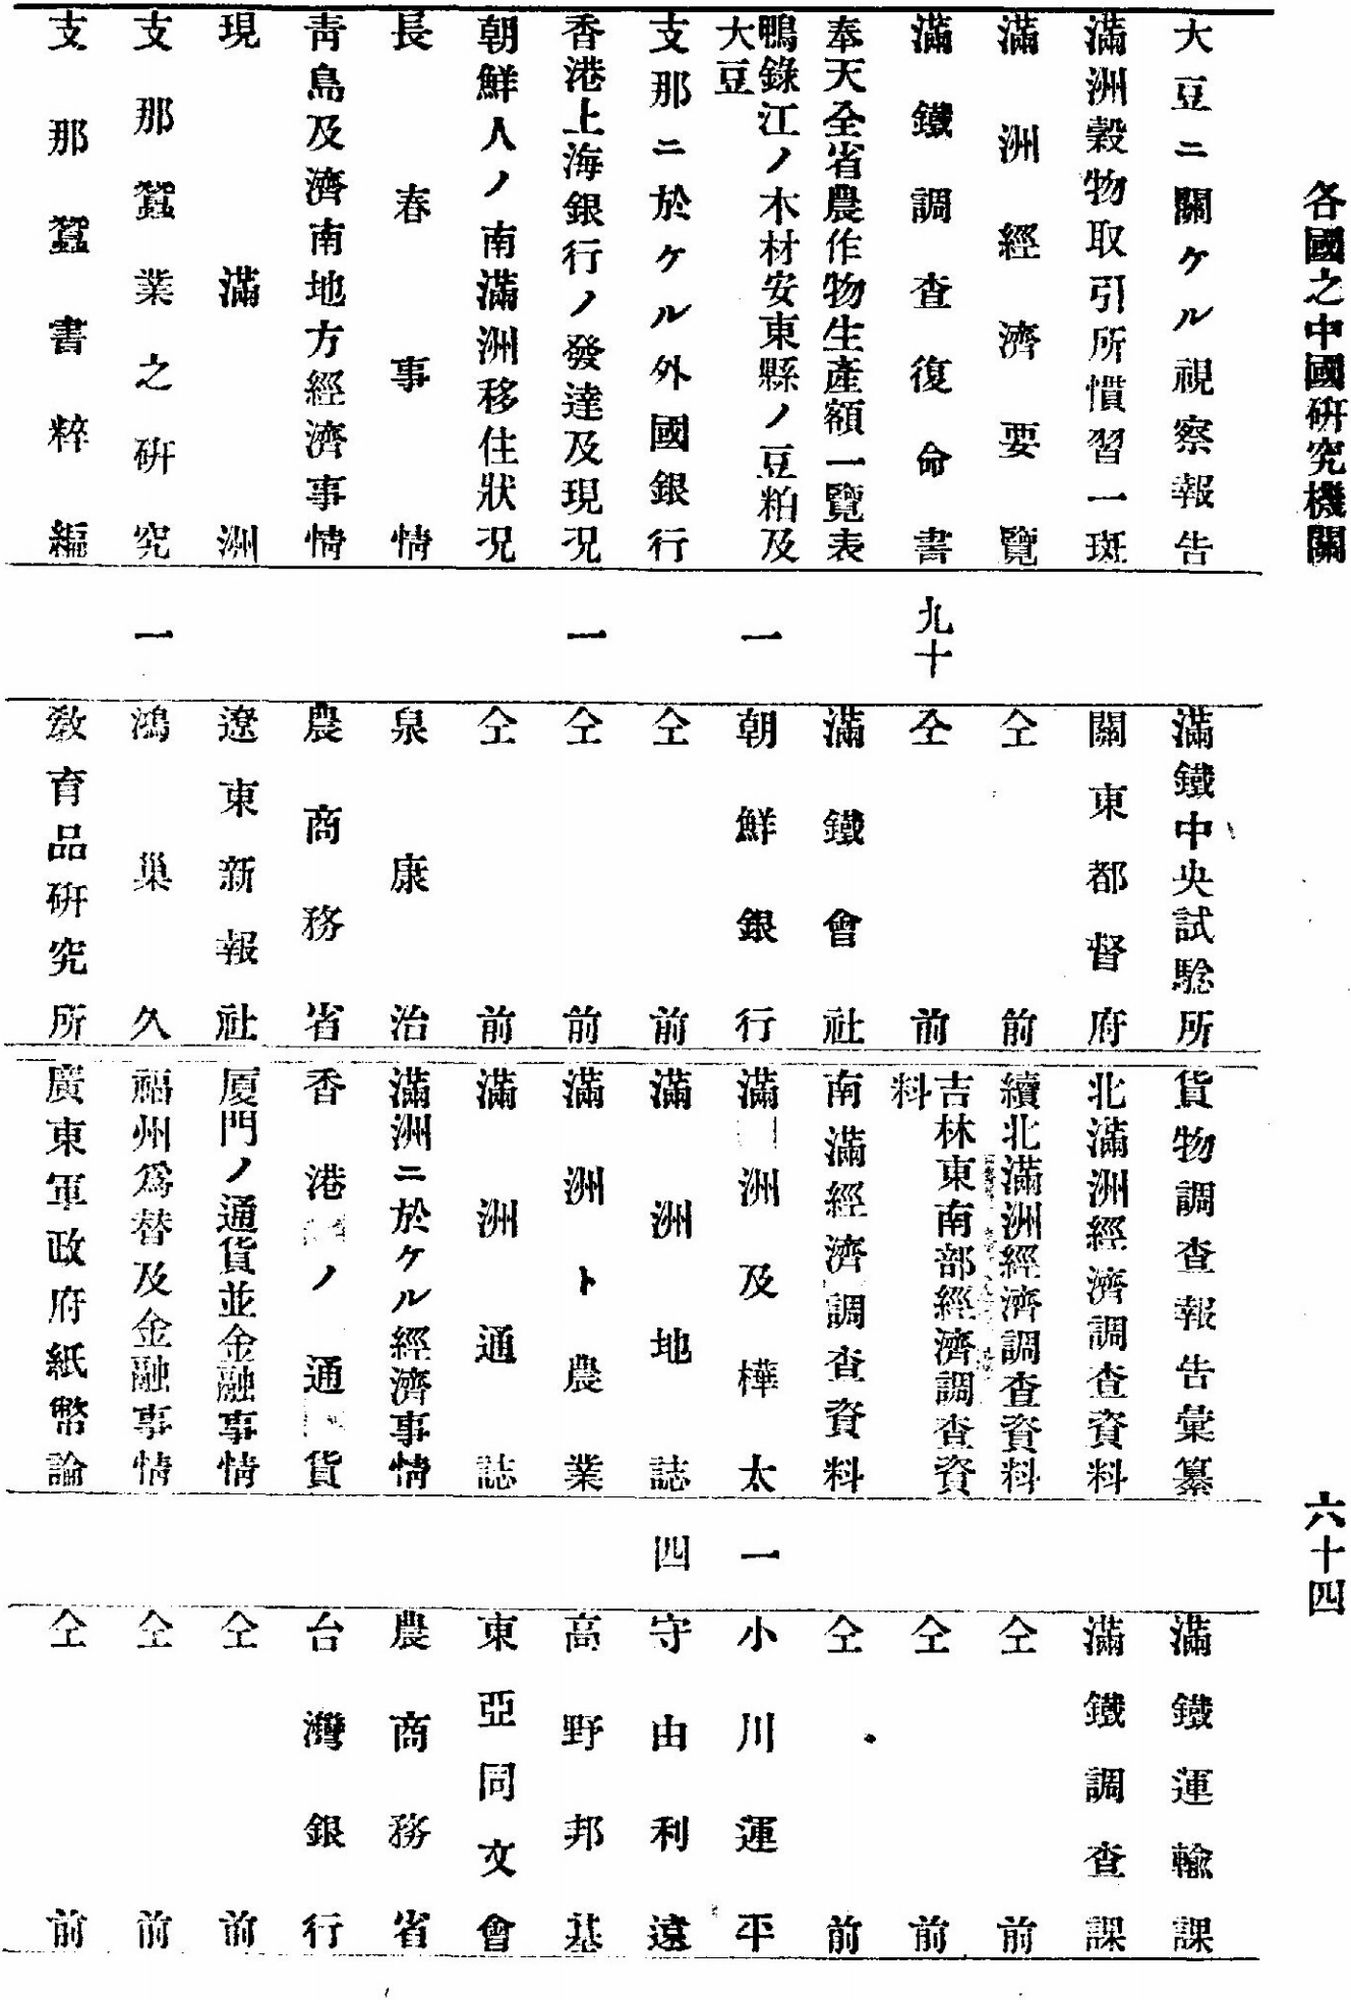 各國之中國硏究機關
六十四
大豆ニ關ケル視察報告
滿鐵中央試騐所
滿洲穀物取引所慣習一斑
關東都督府
滿洲經濟要覽
仝前
滿鐵調查復命書
九十
仝前
奉天全省農作物生產額一覽表
滿鐵會社
鴨錄江ノ木材安東縣ノ豆粕及
大豆
一
朝鮮銀行
支那ニ於ケル外國銀行
仝前
香港上海銀行ノ發達及現況
一
仝前
朝鮮人ノ南滿洲移住狀況
仝前
長春事情
泉康治
靑島及濟南地方經濟事情
農商務省
現滿洲
遼東新報社
支那蠶業之硏究
一
鴻巢久
支那蠶書粹編
敎育品硏究所
貨物調查報告彙纂
滿鐵運輸課
北滿洲經濟調查資料
滿鐵調查課
續北滿洲經濟調查資料
仝前
吉林東南部經濟調查資
料
仝前
南滿經濟調查資料
仝前
滿洲及樺太
一
小川運平
滿洲地誌
四
守由利遠
滿洲ト農業
高野邦基
滿洲通誌
東亞同文會
滿洲ニ於ケル經濟事情
農商務省
香港ノ通貨
台灣銀行
厦門ノ通貨並金融事情
仝前
福州爲替及金融事情
仝前
廣東軍政府紙幣論
仝前